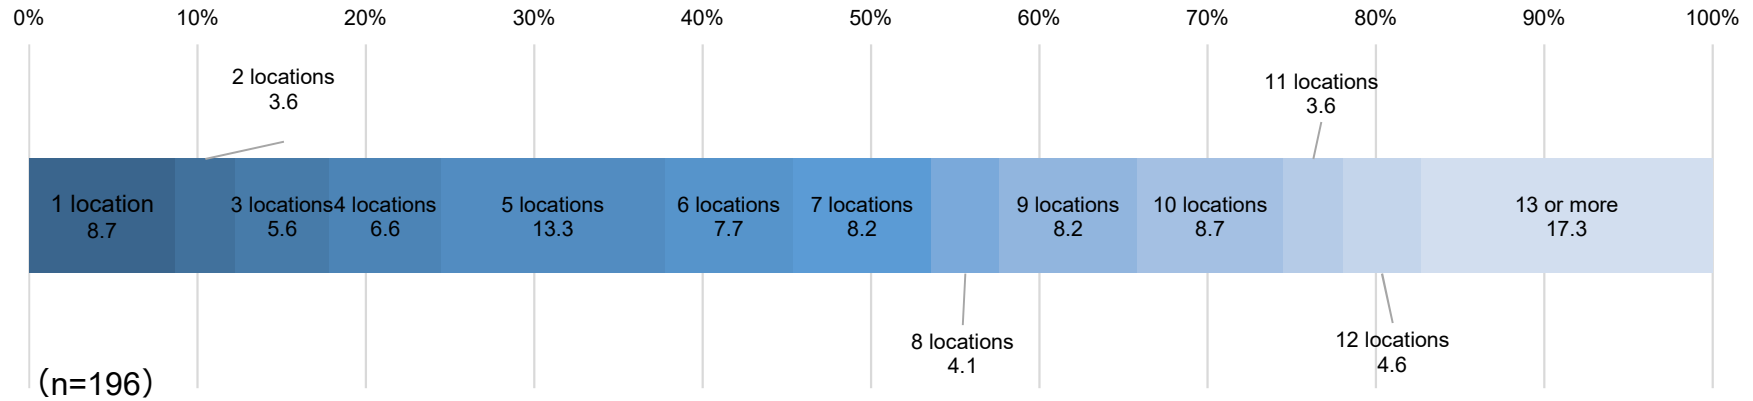 0% 10% 20% 30% 40% 50% 60% 70% 80% 90% 100%
2 locations
3.6
11 locations
3.6
1 location
8.7
3 locations
5.6
4 locations
6.6
5 locations
13.3
6 locations
7.7
7 locations
8.2
9 locations
8.2
10 locations
8.7
13 or more
17.3
8 locations
4.1
12 locations
4.6
（n=196）